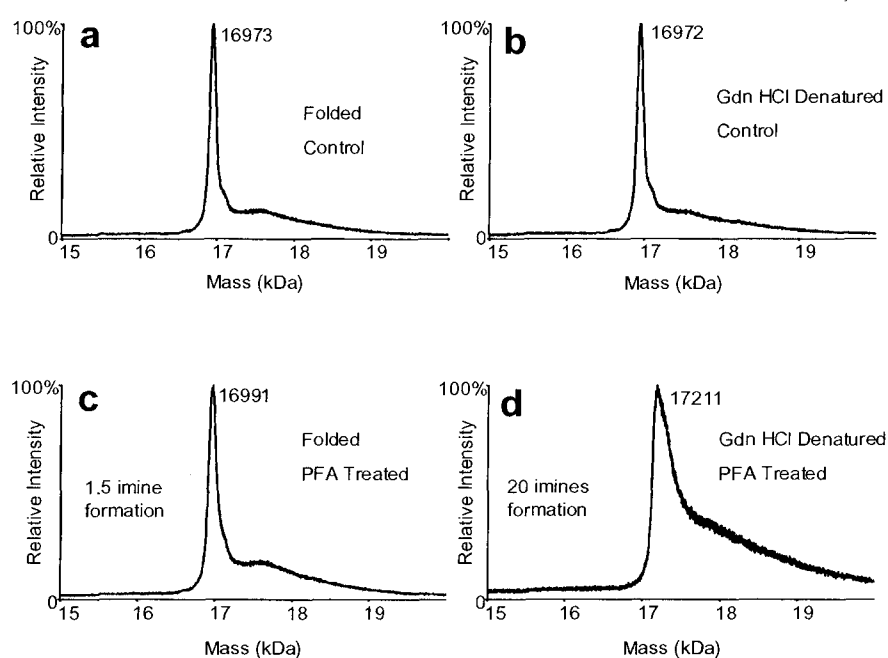 a
100%
16973
Folded
Control
Relative Intensity
0
15 16 17 18 19
Mass (kDa)
b
100%
16972
Gdn HCl Denatured
Control
Relative Intensity
0
15 16 17 18 19
Mass (kDa)
c
100%
16991
Folded
PFA Treated
1.5 imine
formation
Relative Intensity
0
15 16 17 18 19
Mass (kDa)
d
100%
17211
Gdn HCl Denatured
PFA Treated
20 imines
formation
Relative Intensity
0
15 16 17 18 19
Mass (kDa)